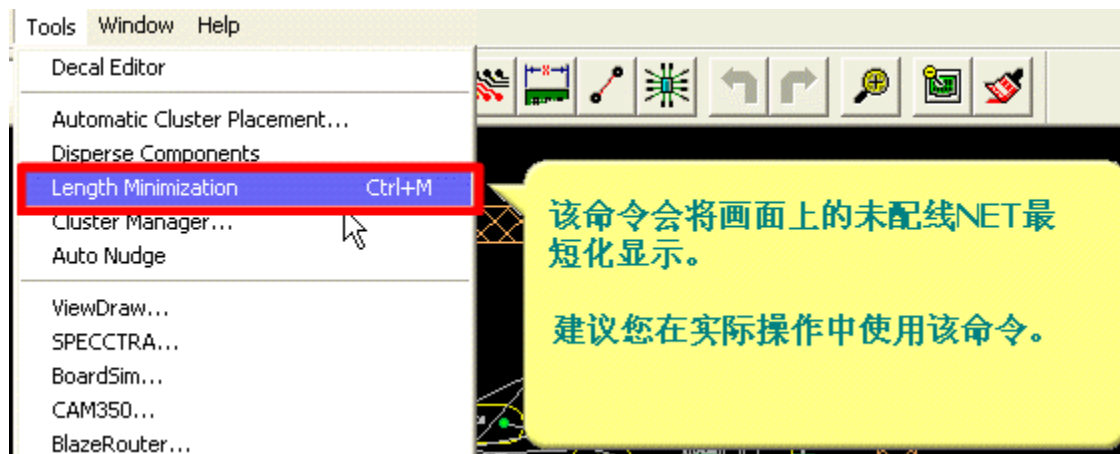 Tools Window Help
Decal Editor
Automatic Cluster Placement...
Disperse Components
Length Minimization Ctrl+M
Cluster Manager...
Auto Nudge
ViewDraw...
SPECCTRA...
BoardSim...
CAM350...
BlazeRouter...
该命令会将画面上的未配线NET最
短化显示。
建议您在实际操作中使用该命令。